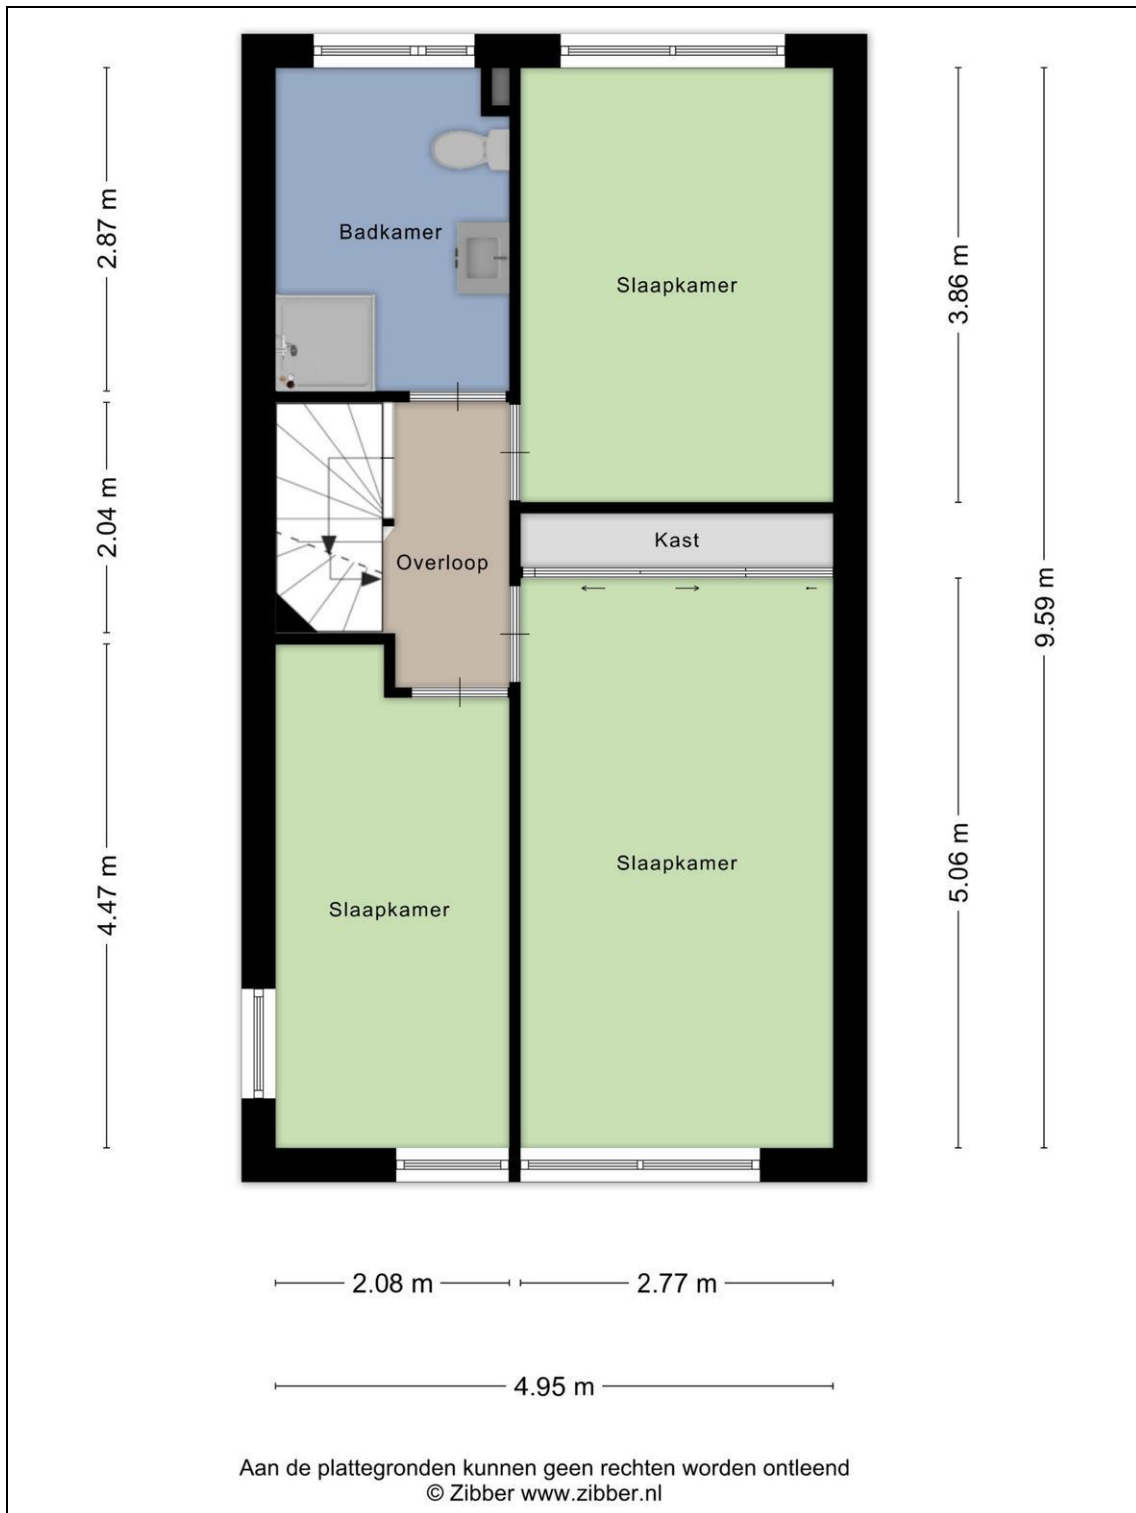 Badkamer
2.87 m
Slaapkamer
3.86 m
2.04 m
Kast
Overloop
9.59 m
Slaapkamer
5.06 m
4.47 m
Slaapkamer
2.08 m
2.77 m
4.95 m
Aan de plattegronden kunnen geen rechten worden ontleend
© Zibber www.zibber.nl